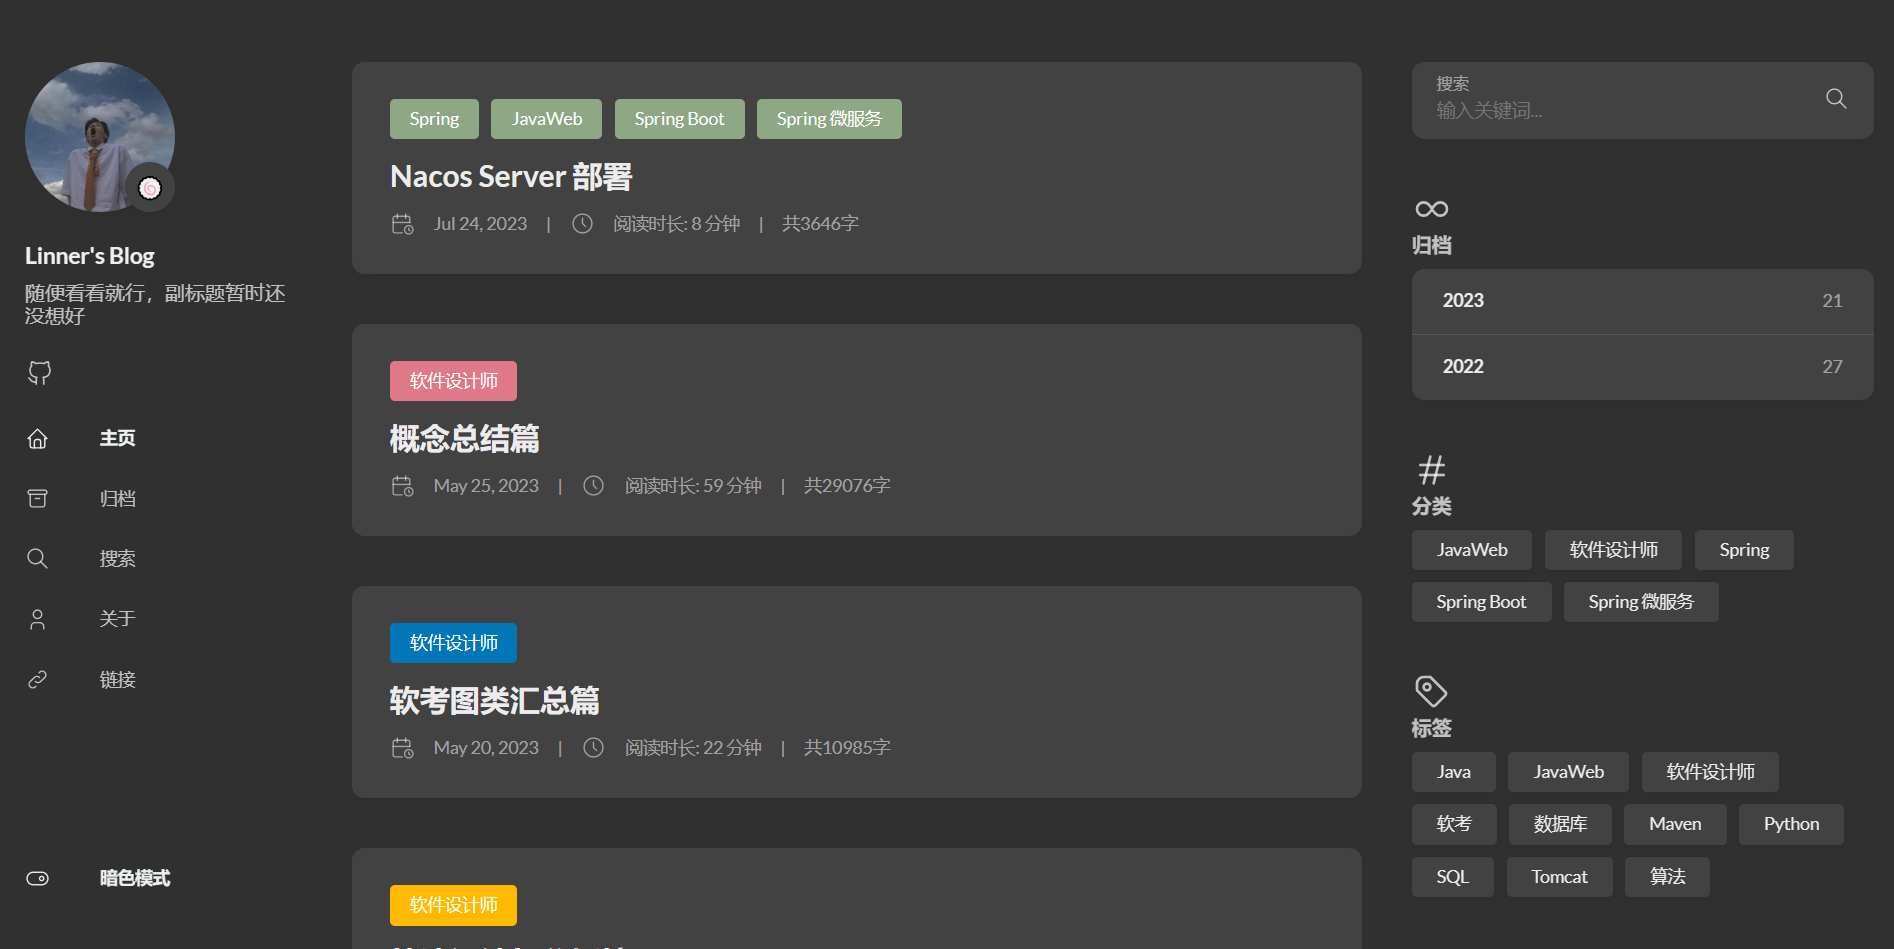 Linner's Blog
随便看看就行，副标题暂时还
没想好
主页
归档
搜索
关于
链接
暗色模式
Spring JavaWeb Spring Boot Spring 微服务
Nacos Server 部署
Jul 24, 2023 | 阅读时长: 8 分钟 | 共3646字
软件设计师
概念总结篇
May 25, 2023 | 阅读时长: 59 分钟 | 共29076字
软件设计师
软考图类汇总篇
May 20, 2023 | 阅读时长: 22 分钟 | 共10985字
软件设计师
搜索
输入关键词...
归档
2023 21
2022 27
分类
JavaWeb 软件设计师 Spring
Spring Boot Spring 微服务
标签
Java JavaWeb 软件设计师
软考 数据库 Maven Python
SQL Tomcat 算法